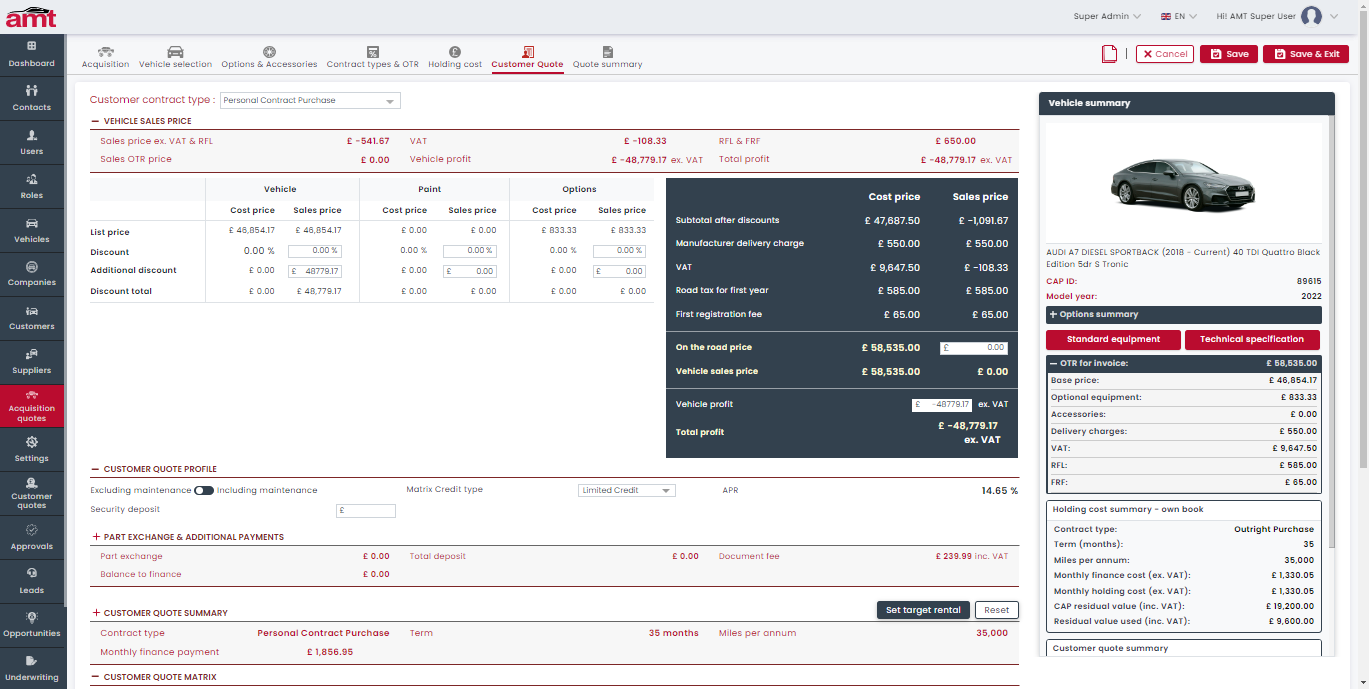 amt
Super Admin
EN
Hi! AMT Super User
Dashboard
Contacts
Users
Roles
Vehicles
Companies
Customers
Suppliers
Acquisition quotes
Settings
Customer quotes
Approvals
Leads
Opportunities
Underwriting
Acquisition Vehicle selection Options & Accessories Contract types & OTR Holding cost Customer Quote Quote summary
Cancel Save Save & Exit
Customer contract type : Personal Contract Purchase
VEHICLE SALES PRICE
Sales price ex. VAT & RFL £ -541.67 VAT £ -108.33 RFL & FRF £ 650.00
Sales OTR price £ 0.00 Vehicle profit £ -48,779.17 ex. VAT Total profit £ -48,779.17 ex. VAT
Vehicle Paint Options
Cost price Sales price Cost price Sales price Cost price Sales price
List price £ 46,854.17 £ 46,854.17 £ 0.00 £ 0.00 £ 833.33 £ 833.33
Discount 0.00 % 0.00 % 0.00 % 0.00 % 0.00 % 0.00 %
Additional discount £ 0.00 £ 48779.17 £ 0.00 £ 0.00 £ 0.00 £ 0.00
Discount total £ 0.00 £ 48,779.17 £ 0.00 £ 0.00 £ 0.00 £ 0.00
Cost price Sales price
Subtotal after discounts £ 47,687.50 £ -1,091.67
Manufacturer delivery charge £ 550.00 £ 550.00
VAT £ 9,647.50 £ -108.33
Road tax for first year £ 585.00 £ 585.00
First registration fee £ 65.00 £ 65.00
On the road price £ 58,535.00 £ 0.00
Vehicle sales price £ 58,535.00 £ 0.00
Vehicle profit £ -48779.17 ex. VAT
Total profit £ -48,779.17 ex. VAT
CUSTOMER QUOTE PROFILE
Excluding maintenance Including maintenance Matrix Credit type Limited Credit APR 14.65 %
Security deposit £
PART EXCHANGE & ADDITIONAL PAYMENTS
Part exchange £ 0.00 Total deposit £ 0.00 Document fee £ 239.99 inc. VAT
Balance to finance £ 0.00
CUSTOMER QUOTE SUMMARY Set target rental Reset
Contract type Personal Contract Purchase Term 35 months Miles per annum 35,000
Monthly finance payment £ 1,856.95
CUSTOMER QUOTE MATRIX
Vehicle summary
AUDI A7 DIESEL SPORTBACK (2018 - Current) 40 TDI Quattro Black
Edition 5dr S Tronic
CAP ID: 89615
Model year: 2022
Options summary
Standard equipment Technical specification
OTR for invoice: £ 58,535.00
Base price: £ 46,854.17
Optional equipment: £ 833.33
Accessories: £ 0.00
Delivery charges: £ 550.00
VAT: £ 9,647.50
RFL: £ 585.00
FRF: £ 65.00
Holding cost summary - own book
Contract type: Outright Purchase
Term (months): 35
Miles per annum: 35,000
Monthly finance cost (ex. VAT): £ 1,330.05
Monthly holding cost (ex. VAT): £ 1,330.05
CAP residual value (inc. VAT): £ 19,200.00
Residual value used (inc. VAT): £ 9,600.00
Customer quote summary